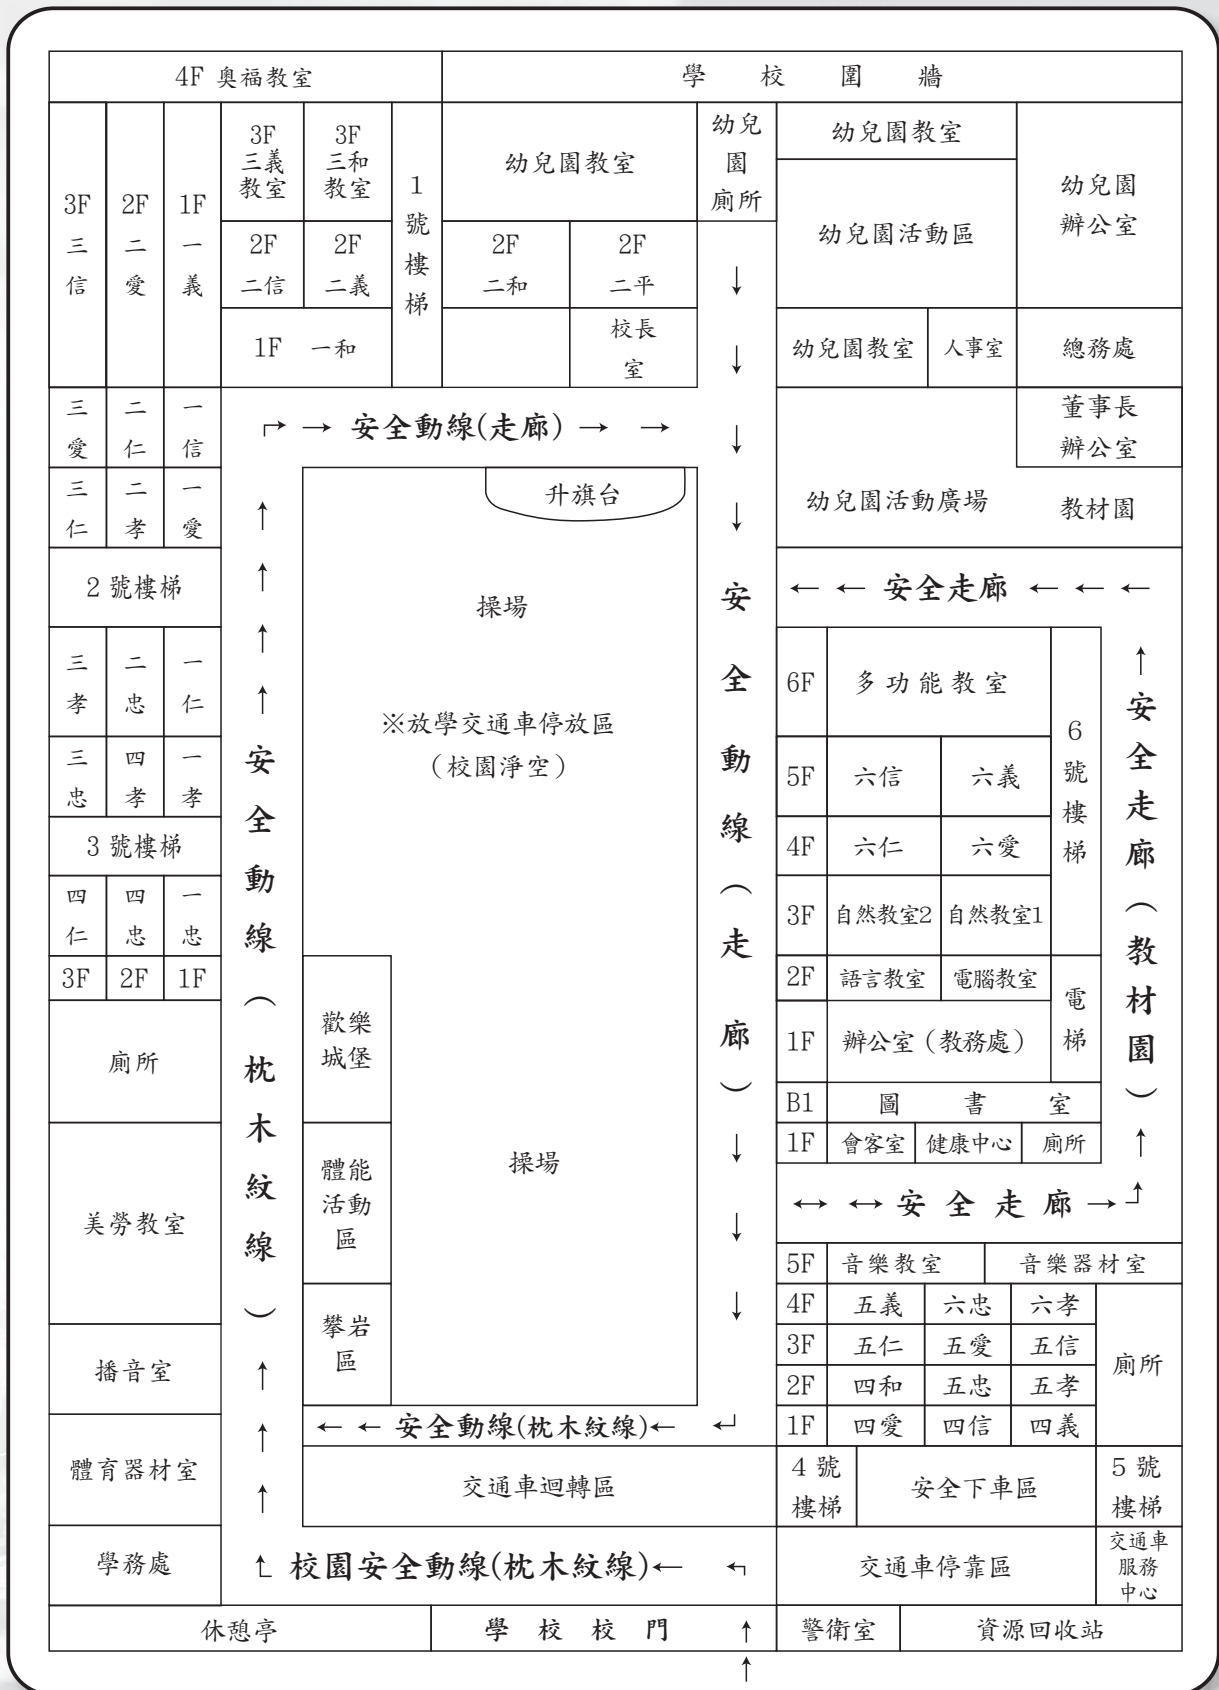 4F 奧福教室
學校圍牆
3F 三信
2F 二愛
1F 一義
3F 三義教室
3F 三和教室
1號樓梯
幼兒園教室
幼兒園廁所
幼兒園教室
幼兒園辦公室
幼兒園活動區
2F 二信
2F 二義
2F 二和
2F 二平
1F 一和
校長室
幼兒園教室
人事室
總務處
三愛
二仁
一信
┌→ → 安全動線(走廊) → →
↓
↓
↓
↓
董事長辦公室
三仁
二孝
一愛
升旗台
幼兒園活動廣場
教材園
2 號樓梯
操場
← ← 安全走廊 ← ← ←
三孝
二忠
一仁
※放學交通車停放區
(校園淨空)
6F 多功能教室
6號樓梯
三忠
四孝
一孝
5F 六信 六義
3 號樓梯
4F 六仁 六愛
四仁
四忠
一忠
3F 自然教室2 自然教室1
3F 2F 1F
↑
↑
↑
↑
安全動線(枕木紋線)
↑
↑
↑
安全動線(走廊)
↓
↓
↓
↑
安全走廊(教材園)
↑
2F 語言教室 電腦教室
電梯
廁所
歡樂城堡
1F 辦公室(教務處)
B1 圖書室
1F 會客室 健康中心 廁所
美勞教室
體能活動區
操場
↔ ↔ 安全走廊 →┘
5F 音樂教室 音樂器材室
攀岩區
4F 五義 六忠 六孝
播音室
3F 五仁 五愛 五信
廁所
2F 四和 五忠 五孝
← ← 安全動線(枕木紋線)← ←┘
1F 四愛 四信 四義
體育器材室
交通車迴轉區
4 號樓梯
安全下車區
5 號樓梯
學務處
↑ 校園安全動線(枕木紋線)← ←┐
交通車停靠區
交通車服務中心
休憩亭
學校校門 ↑
警衛室
資源回收站
↑